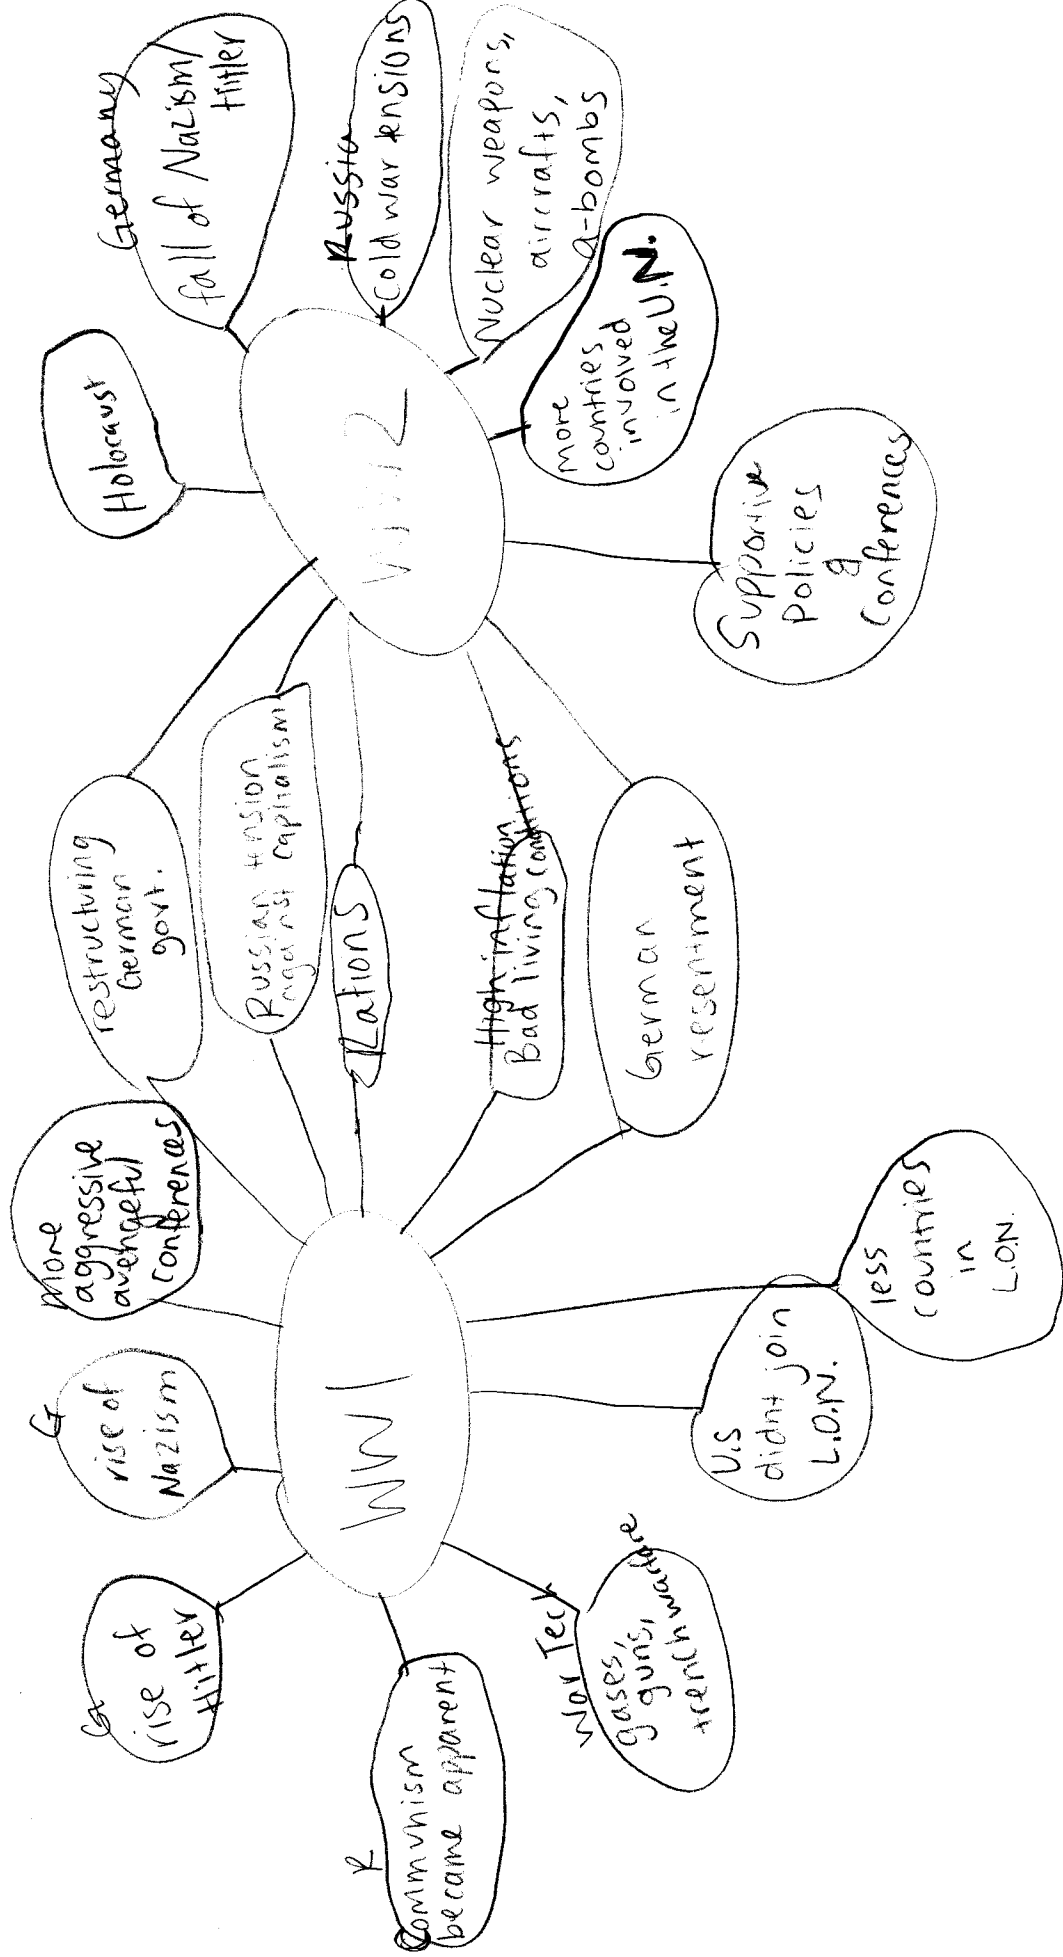 G
rise of
Hitler
G
rise of
Nazism
More
aggressive
avengeful
conferences
R
Communism
became apparent
WW1
War Tech
gases,
guns,
trench warfare
U.S
didnt join
L.O.N.
less
countries
in
L.O.N.
restructuring
German
govt.
Russian tension
against capitalism
Rations
High inflation
Bad living conditions
German
resentment
Holocaust
Germany
fall of Nazism/
Hitler
WW2
Russia
cold war tensions
Nuclear weapons,
aircrafts,
a-bombs
more
countries
involved
in the U.N.
Supportive
policies
&
conferences